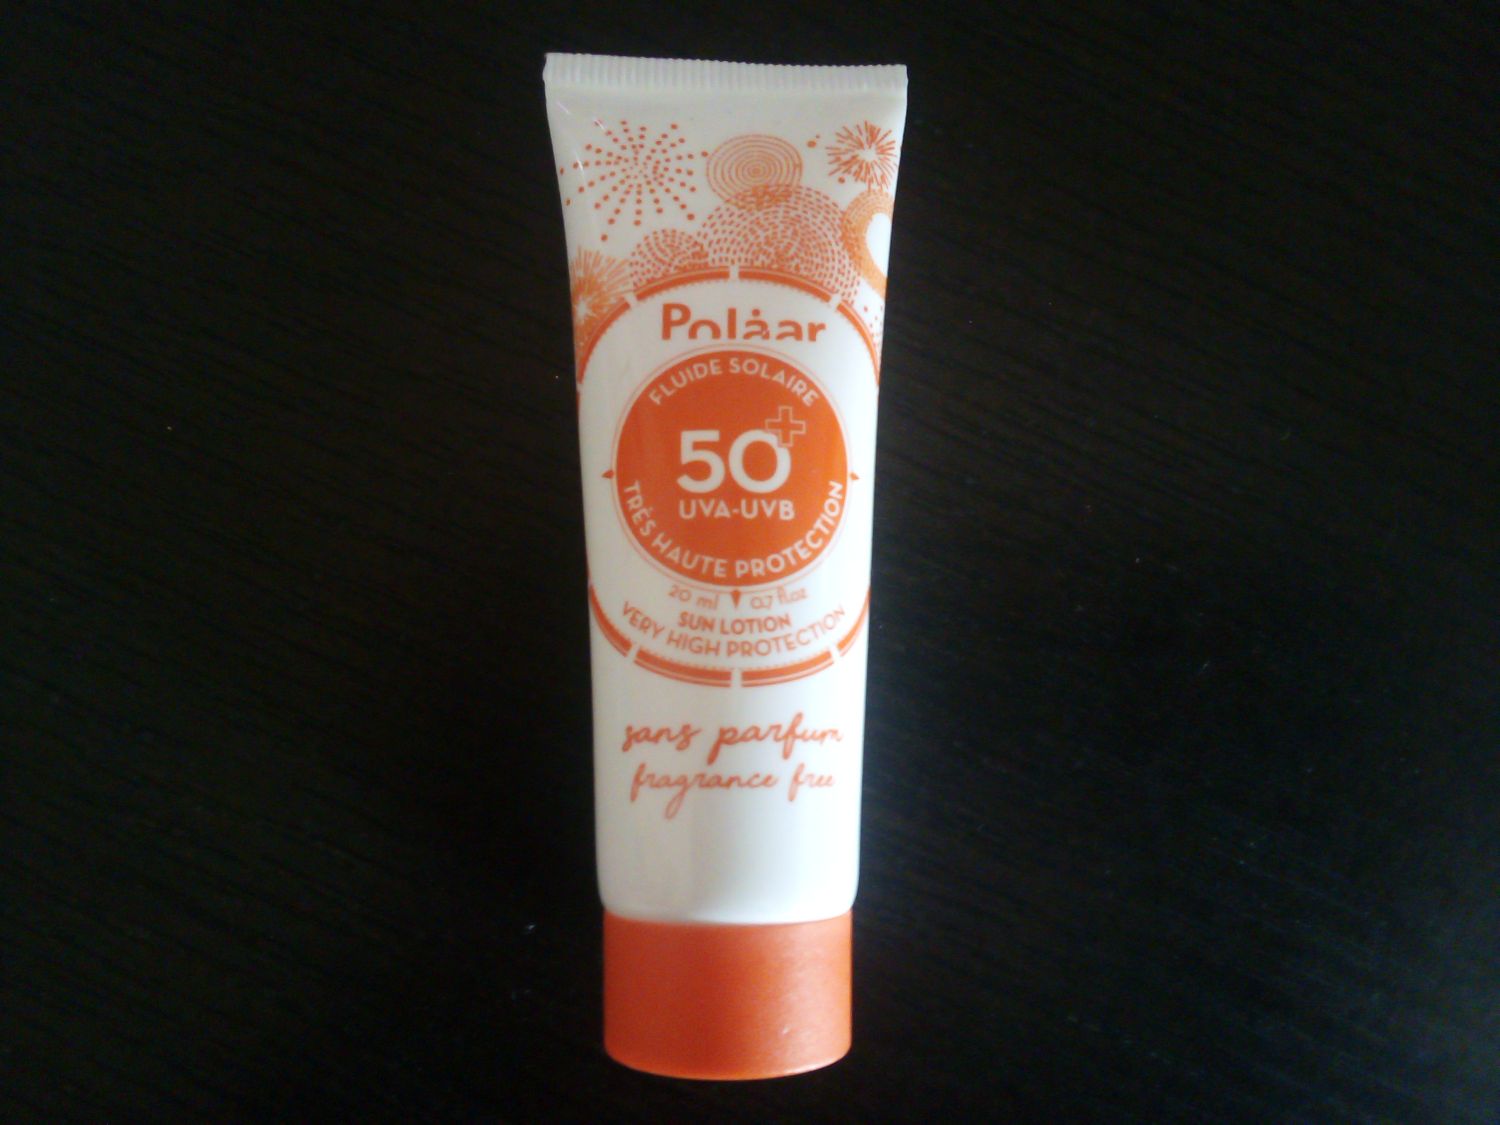 Polåar
FLUIDE SOLAIRE
50+
UVA-UVB
TRÈS HAUTE PROTECTION
20 ml 0,7 fl.oz
SUN LOTION
VERY HIGH PROTECTION
sans parfum
fragrance free